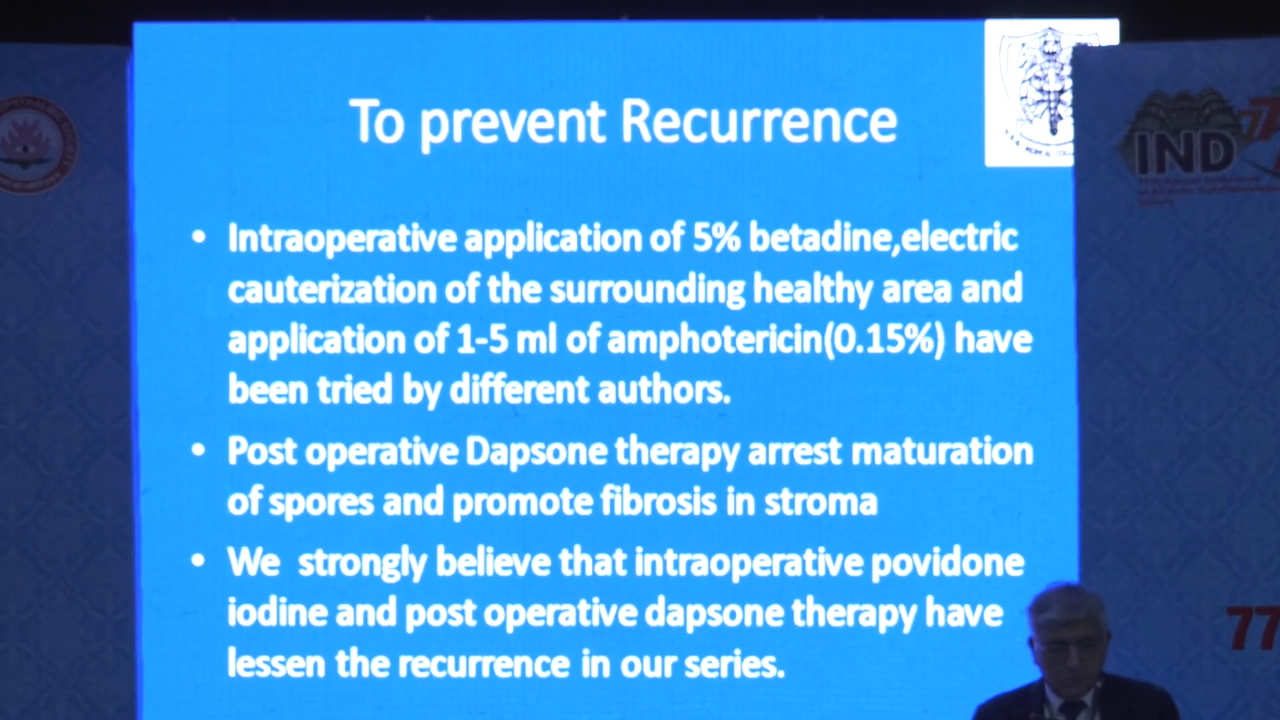 To prevent Recurrence
• Intraoperative application of 5% betadine,electric
cauterization of the surrounding healthy area and
application of 1-5 ml of amphotericin(0.15%) have
been tried by different authors.
• Post operative Dapsone therapy arrest maturation
of spores and promote fibrosis in stroma
• We strongly believe that intraoperative povidone
iodine and post operative dapsone therapy have
lessen the recurrence in our series.
IND
77